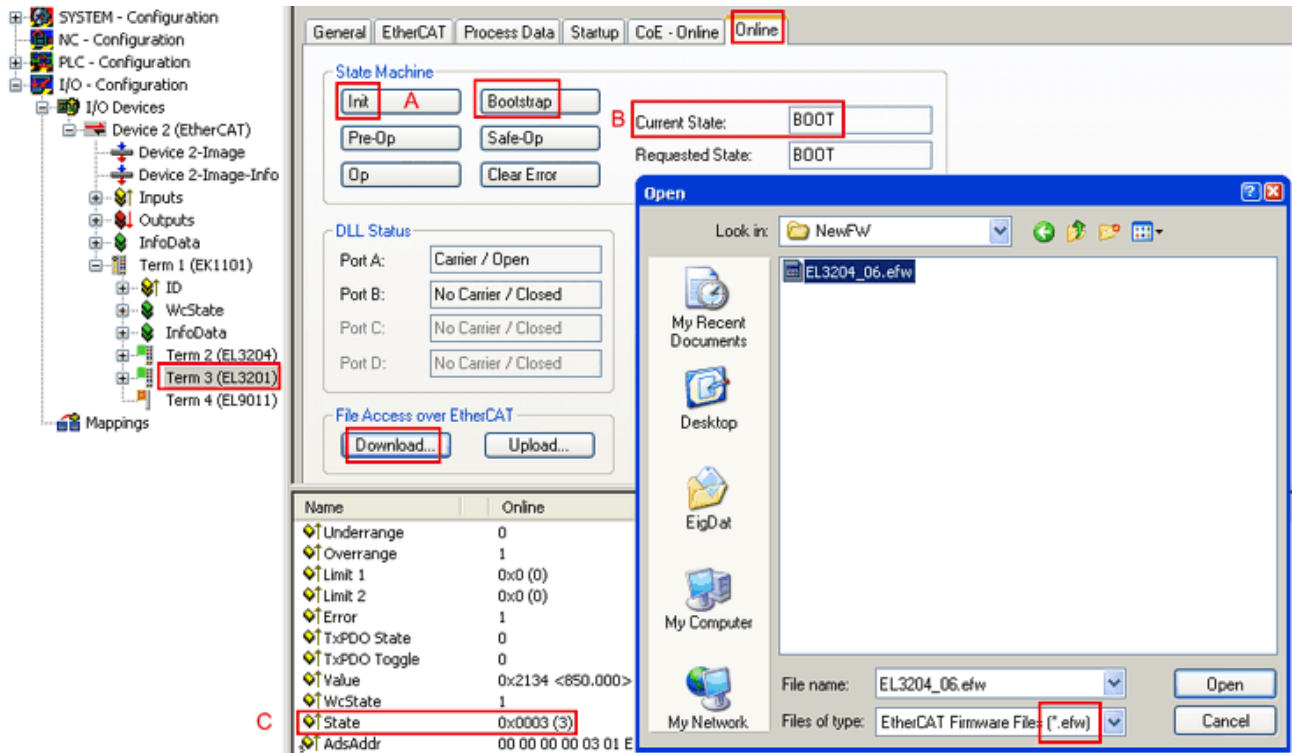 SYSTEM - Configuration
NC - Configuration
PLC - Configuration
I/O - Configuration
I/O Devices
Device 2 (EtherCAT)
Device 2-Image
Device 2-Image-Info
Inputs
Outputs
InfoData
Term 1 (EK1101)
ID
WcState
InfoData
Term 2 (EL3204)
Term 3 (EL3201)
Term 4 (EL9011)
Mappings
General EtherCAT Process Data Startup CoE - Online Online
State Machine
Init A Bootstrap
Pre-Op Safe-Op
Op Clear Error
B Current State: BOOT
Requested State: BOOT
DLL Status
Port A: Carrier / Open
Port B: No Carrier / Closed
Port C: No Carrier / Closed
Port D: No Carrier / Closed
File Access over EtherCAT
Download... Upload...
Name Online
Underrange 0
Overrange 1
Limit 1 0x0 (0)
Limit 2 0x0 (0)
Error 1
TxPDO State 0
TxPDO Toggle 0
Value 0x2134 <850.000>
WcState 1
C State 0x0003 (3)
AdsAddr 00 00 00 00 03 01 E
Open
Look in: NewFW
EL3204_06.efw
My Recent
Documents
Desktop
EigDat
My Computer
My Network
File name: EL3204_06.efw Open
Files of type: EtherCAT Firmware Files (*.efw) Cancel